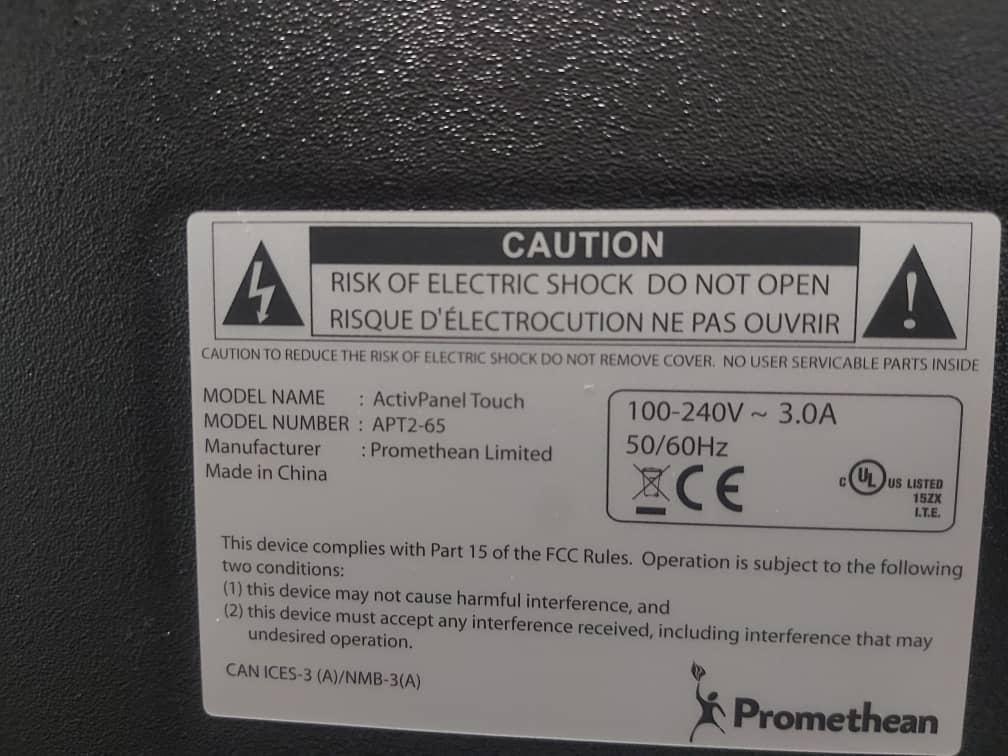 CAUTION
RISK OF ELECTRIC SHOCK DO NOT OPEN
RISQUE D'ÉLECTROCUTION NE PAS OUVRIR
CAUTION TO REDUCE THE RISK OF ELECTRIC SHOCK DO NOT REMOVE COVER. NO USER SERVICABLE PARTS INSIDE
MODEL NAME : ActivPanel Touch
MODEL NUMBER : APT2-65
Manufacturer : Promethean Limited
Made in China
100-240V ~ 3.0A
50/60Hz
CE
C UL US LISTED
15ZX
I.T.E.
This device complies with Part 15 of the FCC Rules. Operation is subject to the following
two conditions:
(1) this device may not cause harmful interference, and
(2) this device must accept any interference received, including interference that may
undesired operation.
CAN ICES-3 (A)/NMB-3(A)
Promethean